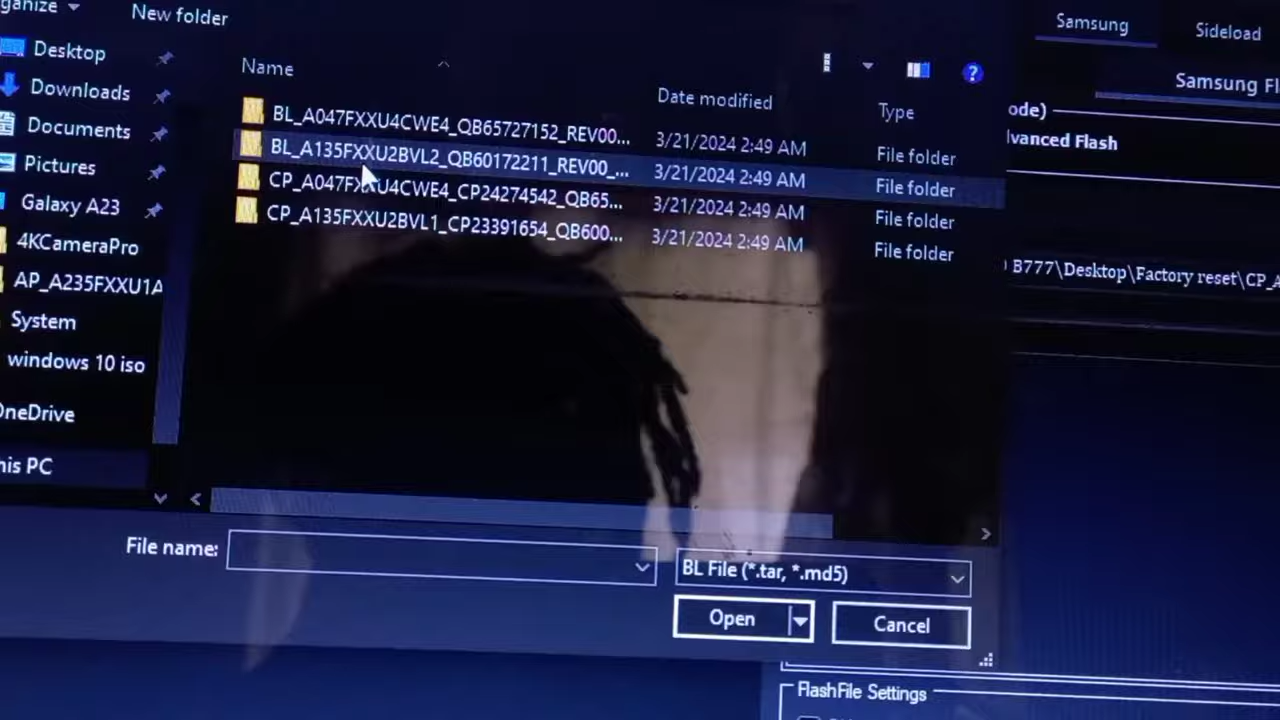 New folder
Samsung
Sideload
Desktop
Downloads
Documents
Pictures
Galaxy A23
4KCameraPro
AP_A235FXXU1A
System
windows 10 iso
OneDrive
his PC
Name
Date modified
Type
BL_A047FXXU4CWE4_QB65727152_REV00... 3/21/2024 2:49 AM File folder
BL_A135FXXU2BVL2_QB60172211_REV00_... 3/21/2024 2:49 AM File folder
CP_A047FXXU4CWE4_CP24274542_QB65... 3/21/2024 2:49 AM File folder
CP_A135FXXU2BVL1_CP23391654_QB600... 3/21/2024 2:49 AM File folder
Samsung Fl
ode)
dvanced Flash
B777\Desktop\Factory reset\CP_A
File name:
BL File (*.tar, *.md5)
Open
Cancel
FlashFile Settings